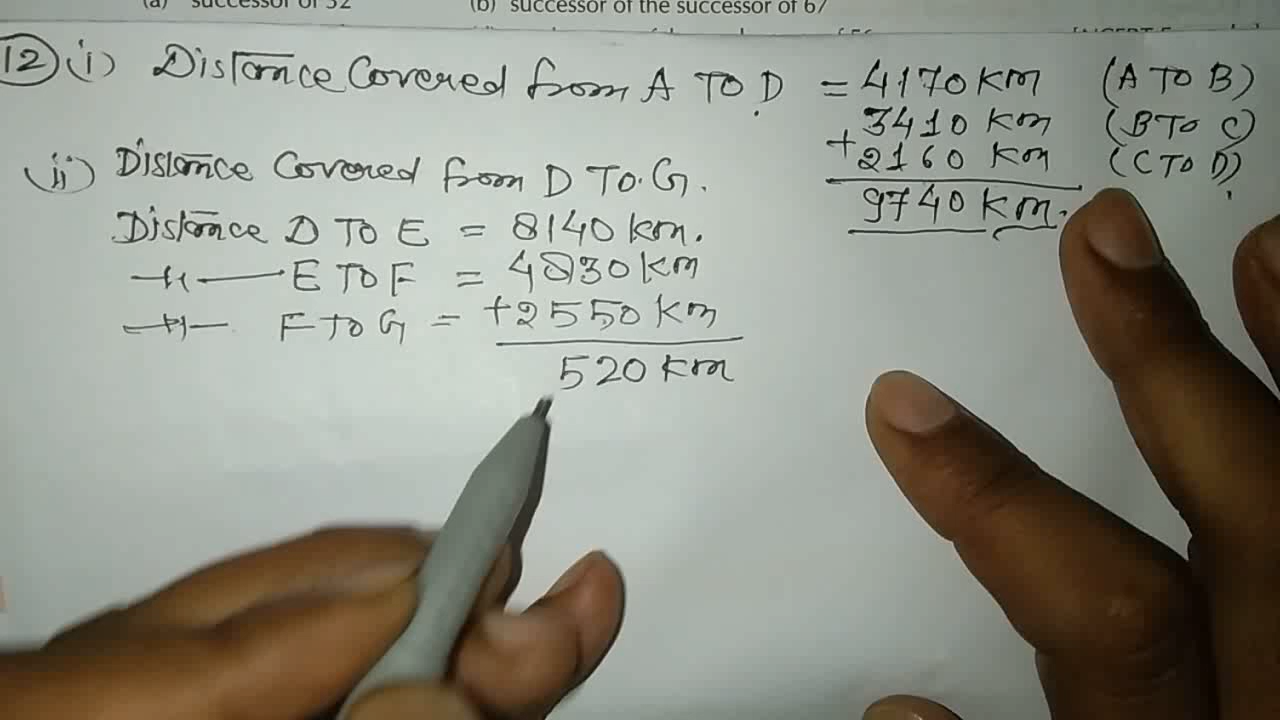 (a) successor of 32 (b) successor of the successor of 67
12 i) Distance Covered from A TO D = 4170 KM (A TO B)
3410 Km (B TO C)
+ 2160 Km (C TO D)
9740 Km.
ii) Distance Covered from D TO G.
Distance D TO E = 8140 km.
—〃— E TO F = 4830 km
—〃— F TO G = +2550 km
520 km